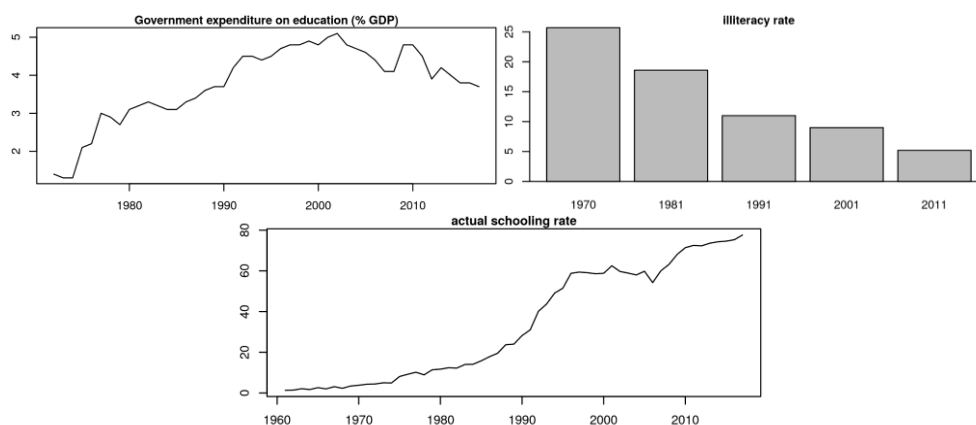 Government expenditure on education (% GDP)
5
4
3
2
1980 1990 2000 2010
illiteracy rate
25
20
15
10
5
0
1970 1981 1991 2001 2011
actual schooling rate
80
60
40
20
0
1960 1970 1980 1990 2000 2010